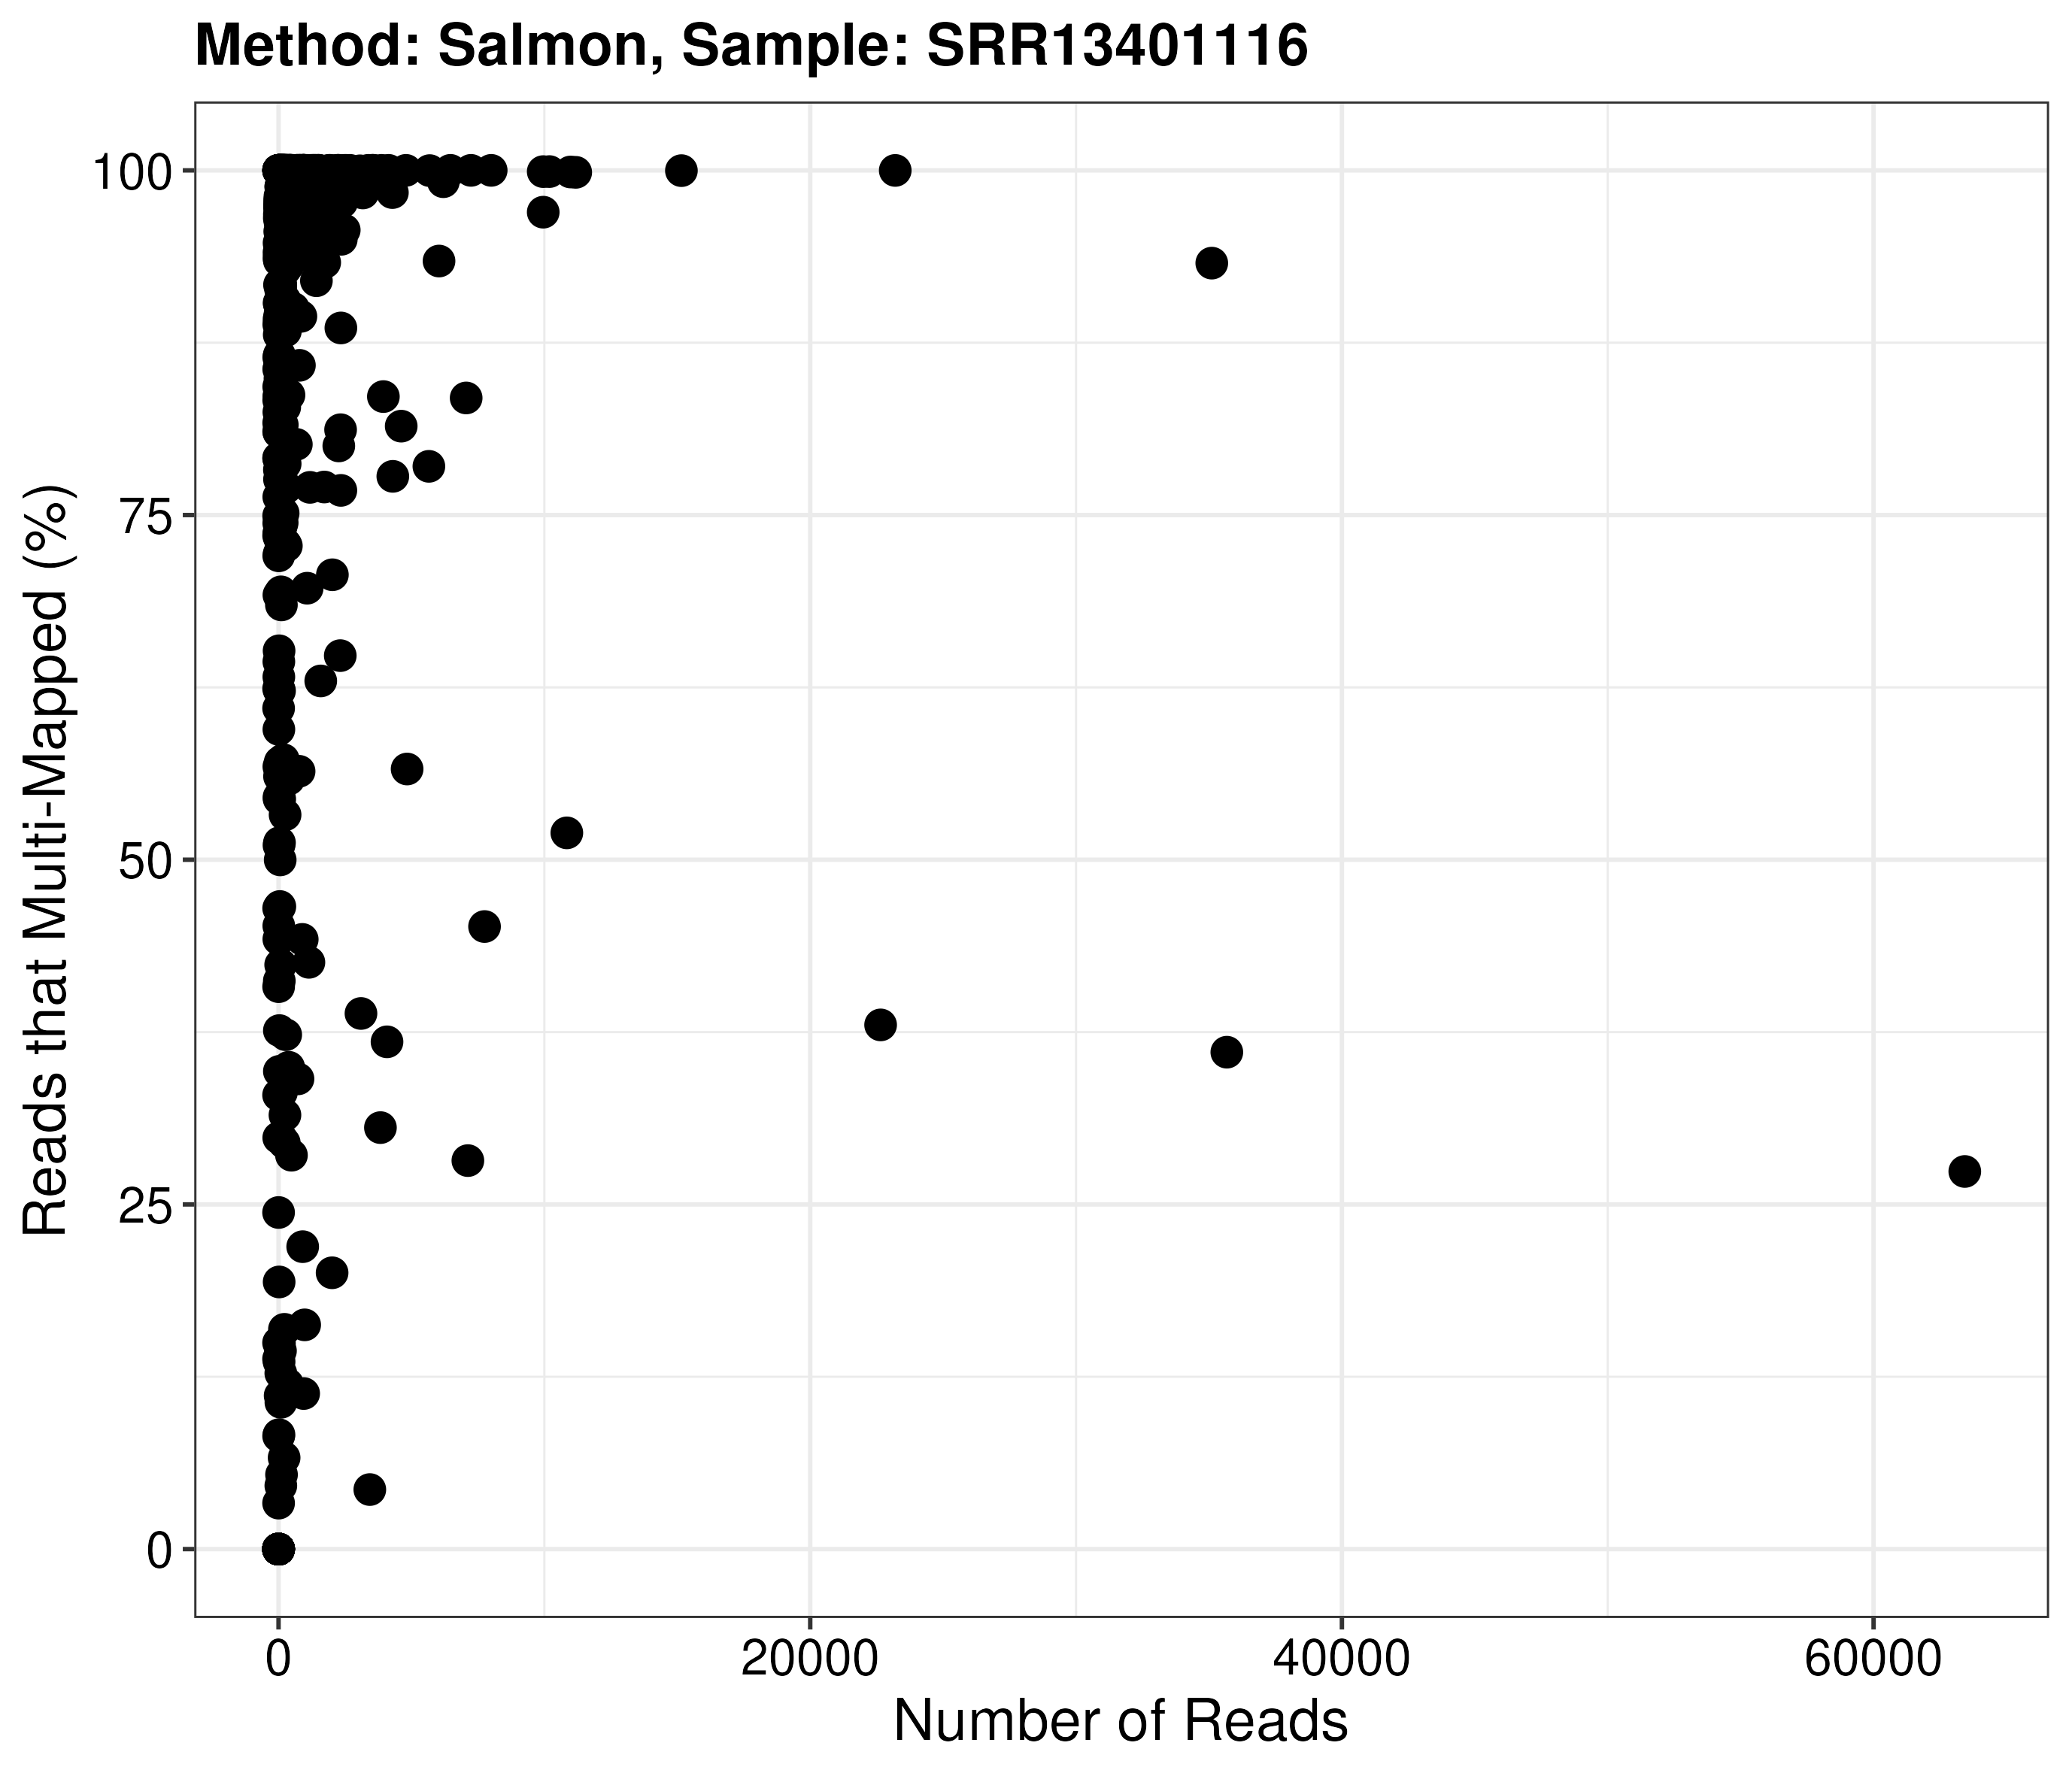 Method: Salmon, Sample: SRR13401116
Reads that Multi-Mapped (%)
100
75
50
25
0
0 20000 40000 60000
Number of Reads